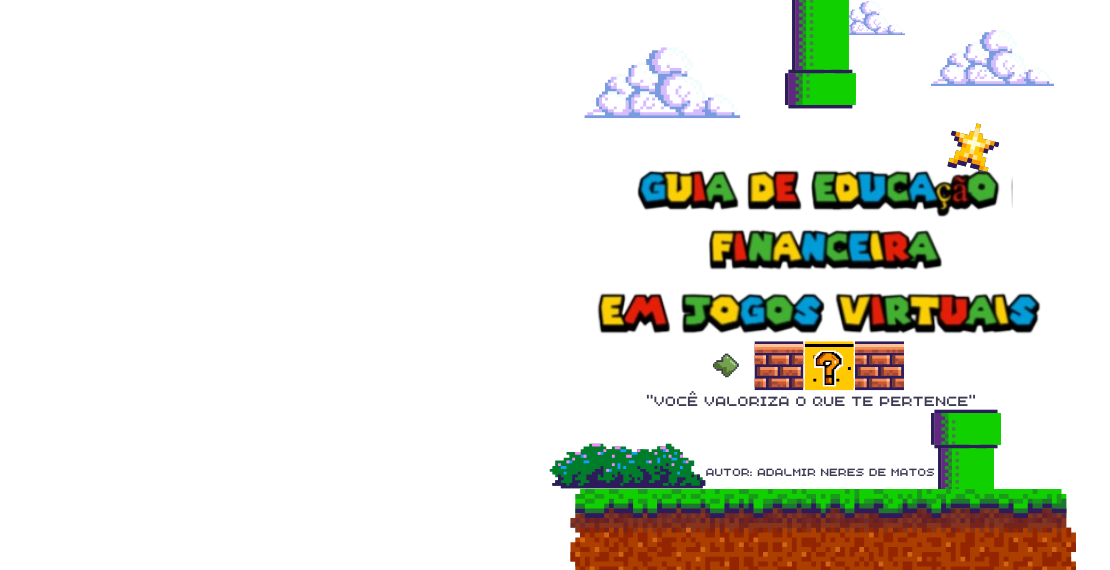 GUIA DE EDUCAção
FINANCEIRA
EM JOGOS VIRTUAIS
?
"VOCÊ VALORIZA O QUE TE PERTENCE"
AUTOR: ADALMIR NERES DE MATOS